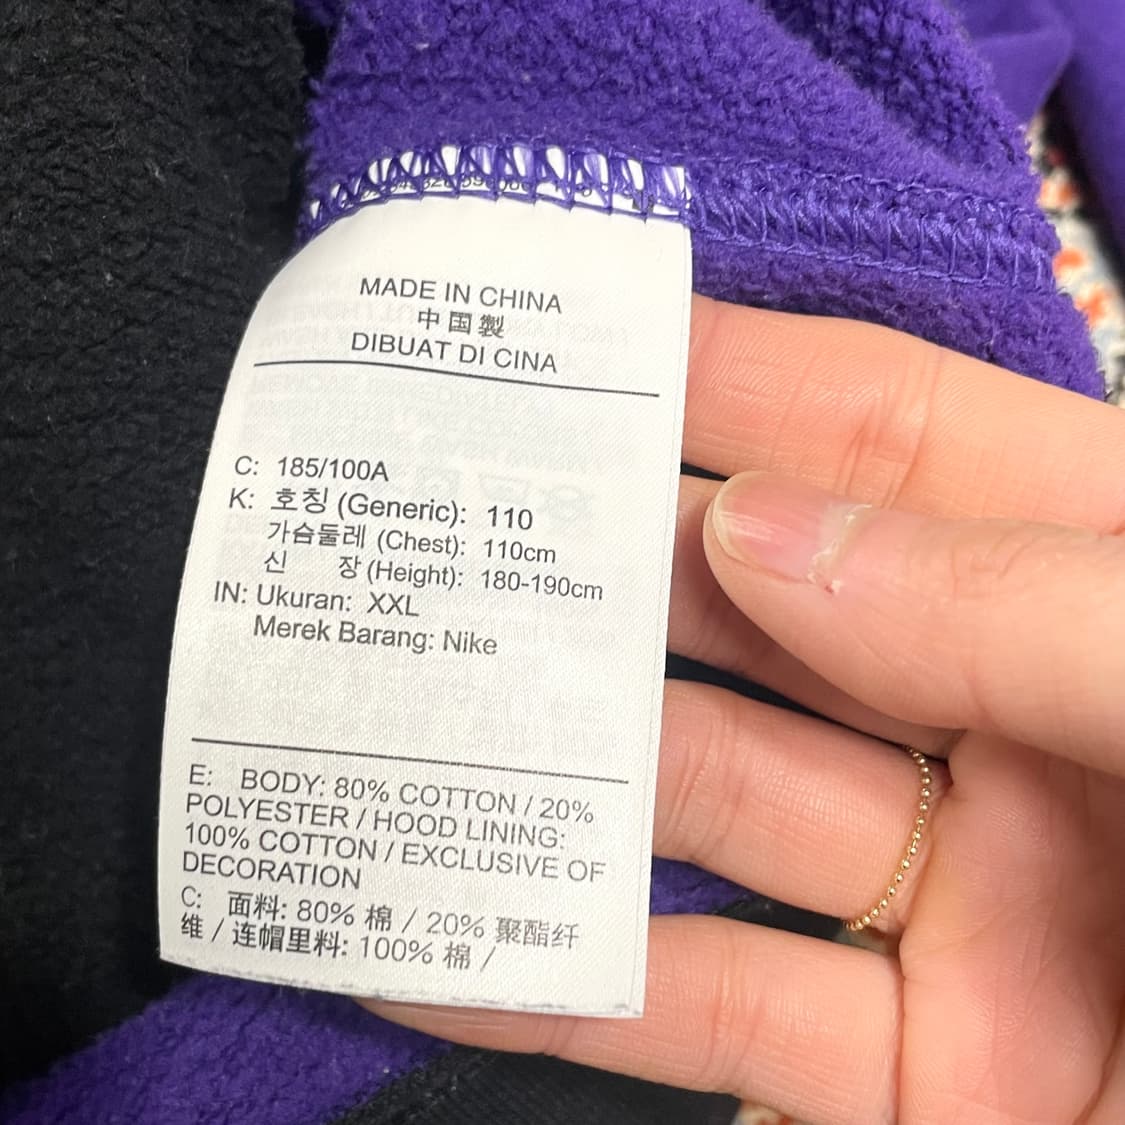 MADE IN CHINA
中国製
DIBUAT DI CINA
C: 185/100A
K: 호칭 (Generic): 110
가슴둘레 (Chest): 110cm
신 장 (Height): 180-190cm
IN: Ukuran: XXL
Merek Barang: Nike
E: BODY: 80% COTTON / 20%
POLYESTER / HOOD LINING:
100% COTTON / EXCLUSIVE OF
DECORATION
C: 面料: 80% 棉 / 20% 聚酯纤
维 / 连帽里料: 100% 棉 /